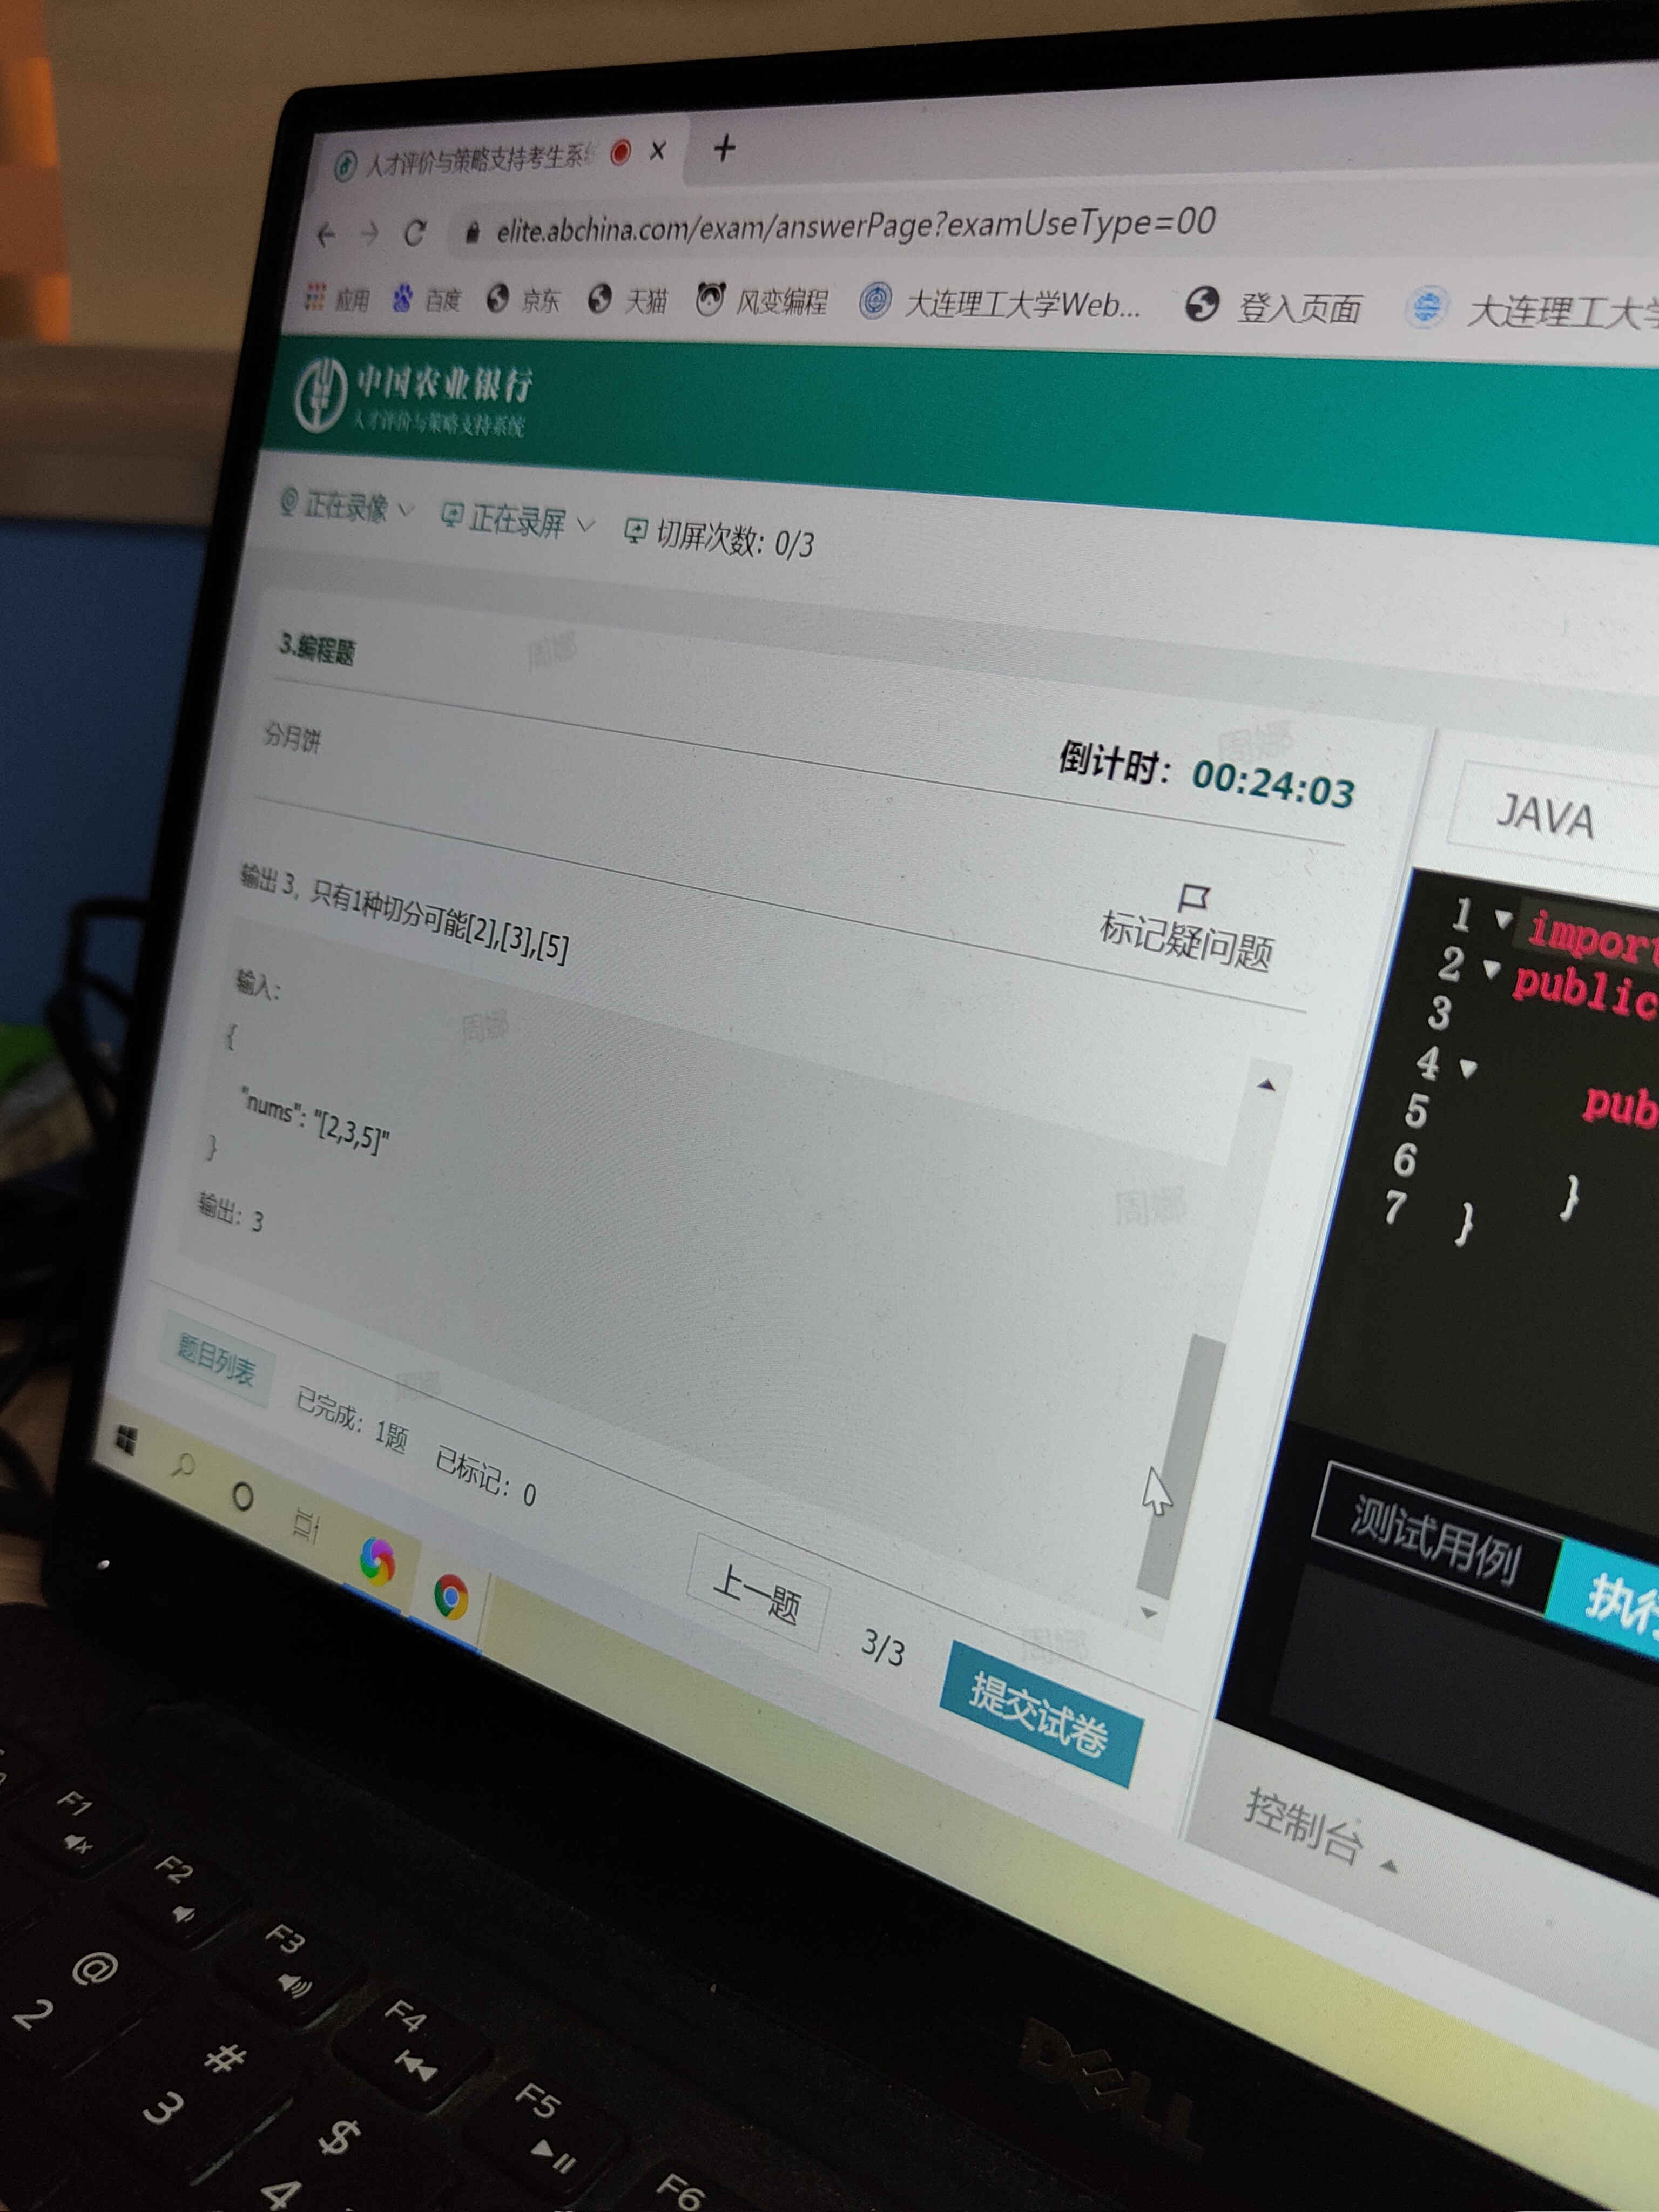 人才评价与策略支持考生系统
elite.abchina.com/exam/answerPage?examUseType=00
应用 百度 京东 天猫 风变编程 大连理工大学Web... 登入页面 大连理工大学
中国农业银行
人才评价与策略支持系统
正在录像 正在录屏 切屏次数: 0/3
3.编程题
倒计时: 00:24:03
分月饼
标记疑问题
输出 3, 只有1种切分可能[2],[3],[5]
输入:
{
"nums": "[2,3,5]"
}
输出: 3
周娜
周娜
周娜
周娜
周娜
周娜
题目列表 已完成: 1题 已标记: 0
上一题 3/3 提交试卷
JAVA
1 import
2 public
3
4 pub
5
6 }
7 }
测试用例 执行
控制台
DELL
F1
F2
F3
F4
F5
F6
@
2
#
3
$
4